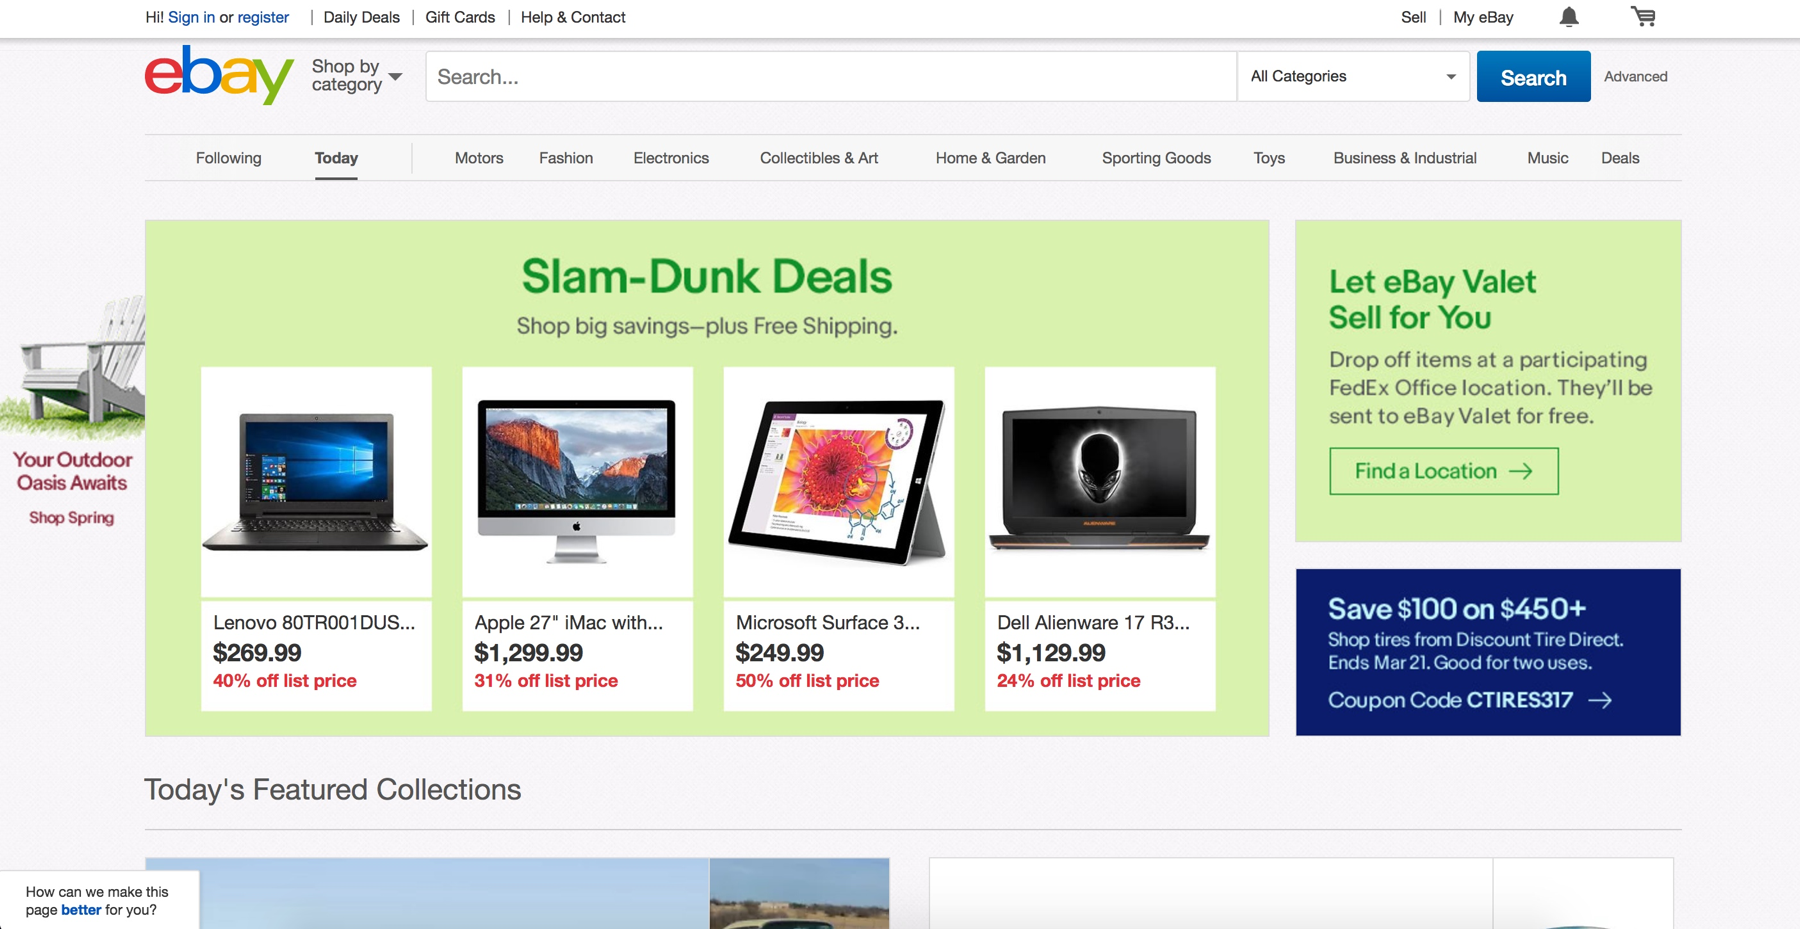 Hi! Sign in or register | Daily Deals | Gift Cards | Help & Contact
Sell | My eBay
ebay
Shop by
category
Search...
All Categories
Search
Advanced
Following
Today
Motors
Fashion
Electronics
Collectibles & Art
Home & Garden
Sporting Goods
Toys
Business & Industrial
Music
Deals
Your Outdoor
Oasis Awaits
Shop Spring
Slam-Dunk Deals
Shop big savings—plus Free Shipping.
Lenovo 80TR001DUS...
$269.99
40% off list price
Apple 27" iMac with...
$1,299.99
31% off list price
Microsoft Surface 3...
$249.99
50% off list price
ALIENWARE
Dell Alienware 17 R3...
$1,129.99
24% off list price
Let eBay Valet
Sell for You
Drop off items at a participating
FedEx Office location. They'll be
sent to eBay Valet for free.
Find a Location
Save $100 on $450+
Shop tires from Discount Tire Direct.
Ends Mar 21. Good for two uses.
Coupon Code CTIRES317
Today's Featured Collections
How can we make this
page better for you?